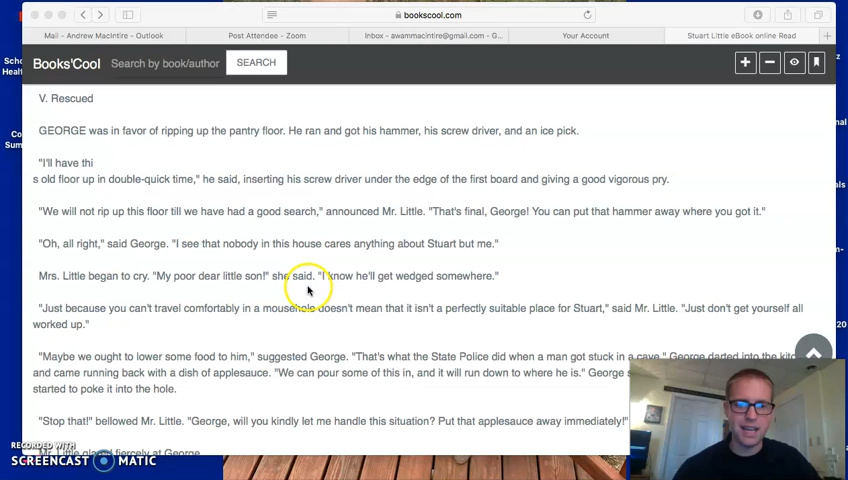 bookscool.com
Mail - Andrew MacIntire - Outlook
Post Attendee - Zoom
Inbox - awammacintire@gmail.com - G...
Your Account
Stuart Little eBook online Read
Books'Cool
Search by book/author
SEARCH
V. Rescued
GEORGE was in favor of ripping up the pantry floor. He ran and got his hammer, his screw driver, and an ice pick.
"I'll have thi
s old floor up in double-quick time," he said, inserting his screw driver under the edge of the first board and giving a good vigorous pry.
"We will not rip up this floor till we have had a good search," announced Mr. Little. "That's final, George! You can put that hammer away where you got it."
"Oh, all right," said George. "I see that nobody in this house cares anything about Stuart but me."
Mrs. Little began to cry. "My poor dear little son!" she said. "I know he'll get wedged somewhere."
"Just because you can't travel comfortably in a mousehole doesn't mean that it isn't a perfectly suitable place for Stuart," said Mr. Little. "Just don't get yourself all
worked up."
"Maybe we ought to lower some food to him," suggested George. "That's what the State Police did when a man got stuck in a cave." George darted into the kitc
and came running back with a dish of applesauce. "We can pour some of this in, and it will run down to where he is." George s
started to poke it into the hole.
"Stop that!" bellowed Mr. Little. "George, will you kindly let me handle this situation? Put that applesauce away immediately!"
Mr. Little glared fiercely at George.
RECORDED WITH
SCREENCAST MATIC